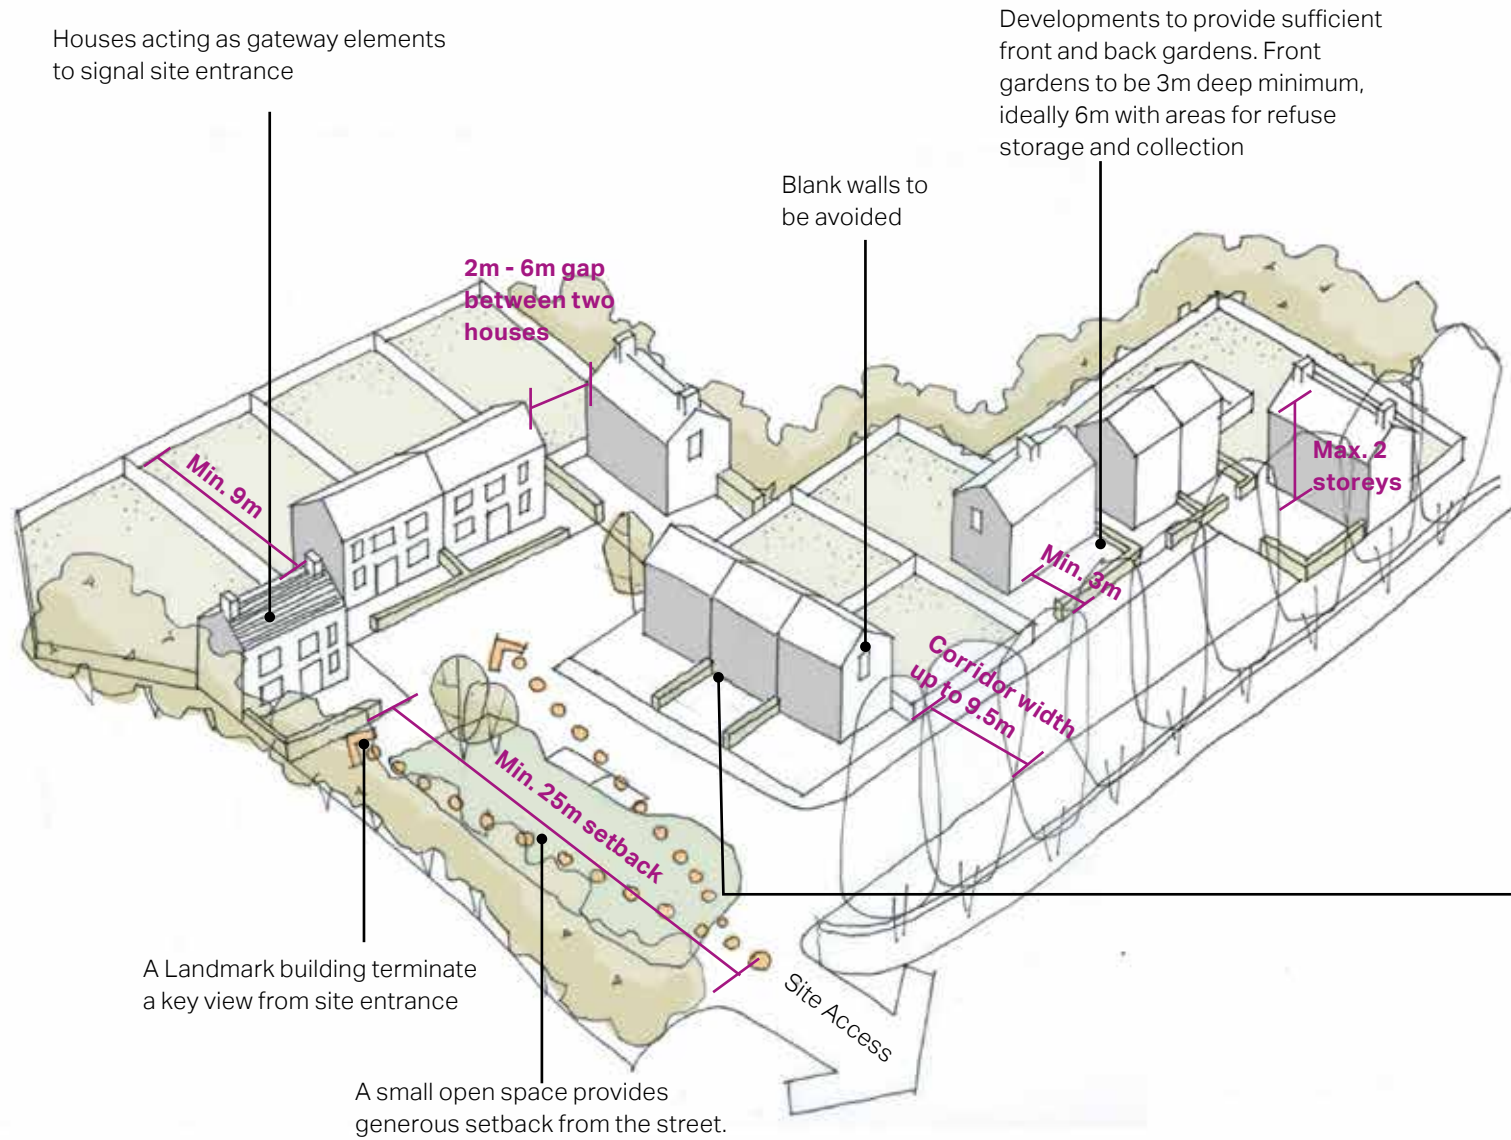 Houses acting as gateway elements
to signal site entrance
Developments to provide sufficient
front and back gardens. Front
gardens to be 3m deep minimum,
ideally 6m with areas for refuse
storage and collection
Blank walls to
be avoided
2m - 6m gap
between two
houses
Min. 9m
Max. 2
storeys
Min. 3m
Corridor width
up to 9.5m
Min. 25m setback
Site Access
A Landmark building terminate
a key view from site entrance
A small open space provides
generous setback from the street.